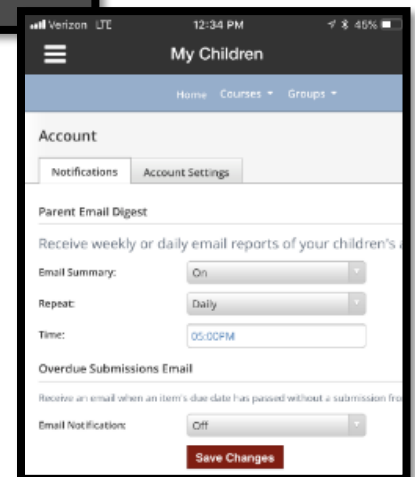 Verizon LTE 12:34 PM 45%
My Children
Home Courses Groups
Account
Notifications Account Settings
Parent Email Digest
Receive weekly or daily email reports of your children's a
Email Summary: On
Repeat: Daily
Time: 05:00PM
Overdue Submissions Email
Receive an email when an item's due date has passed without a submission fro
Email Notification: Off
Save Changes